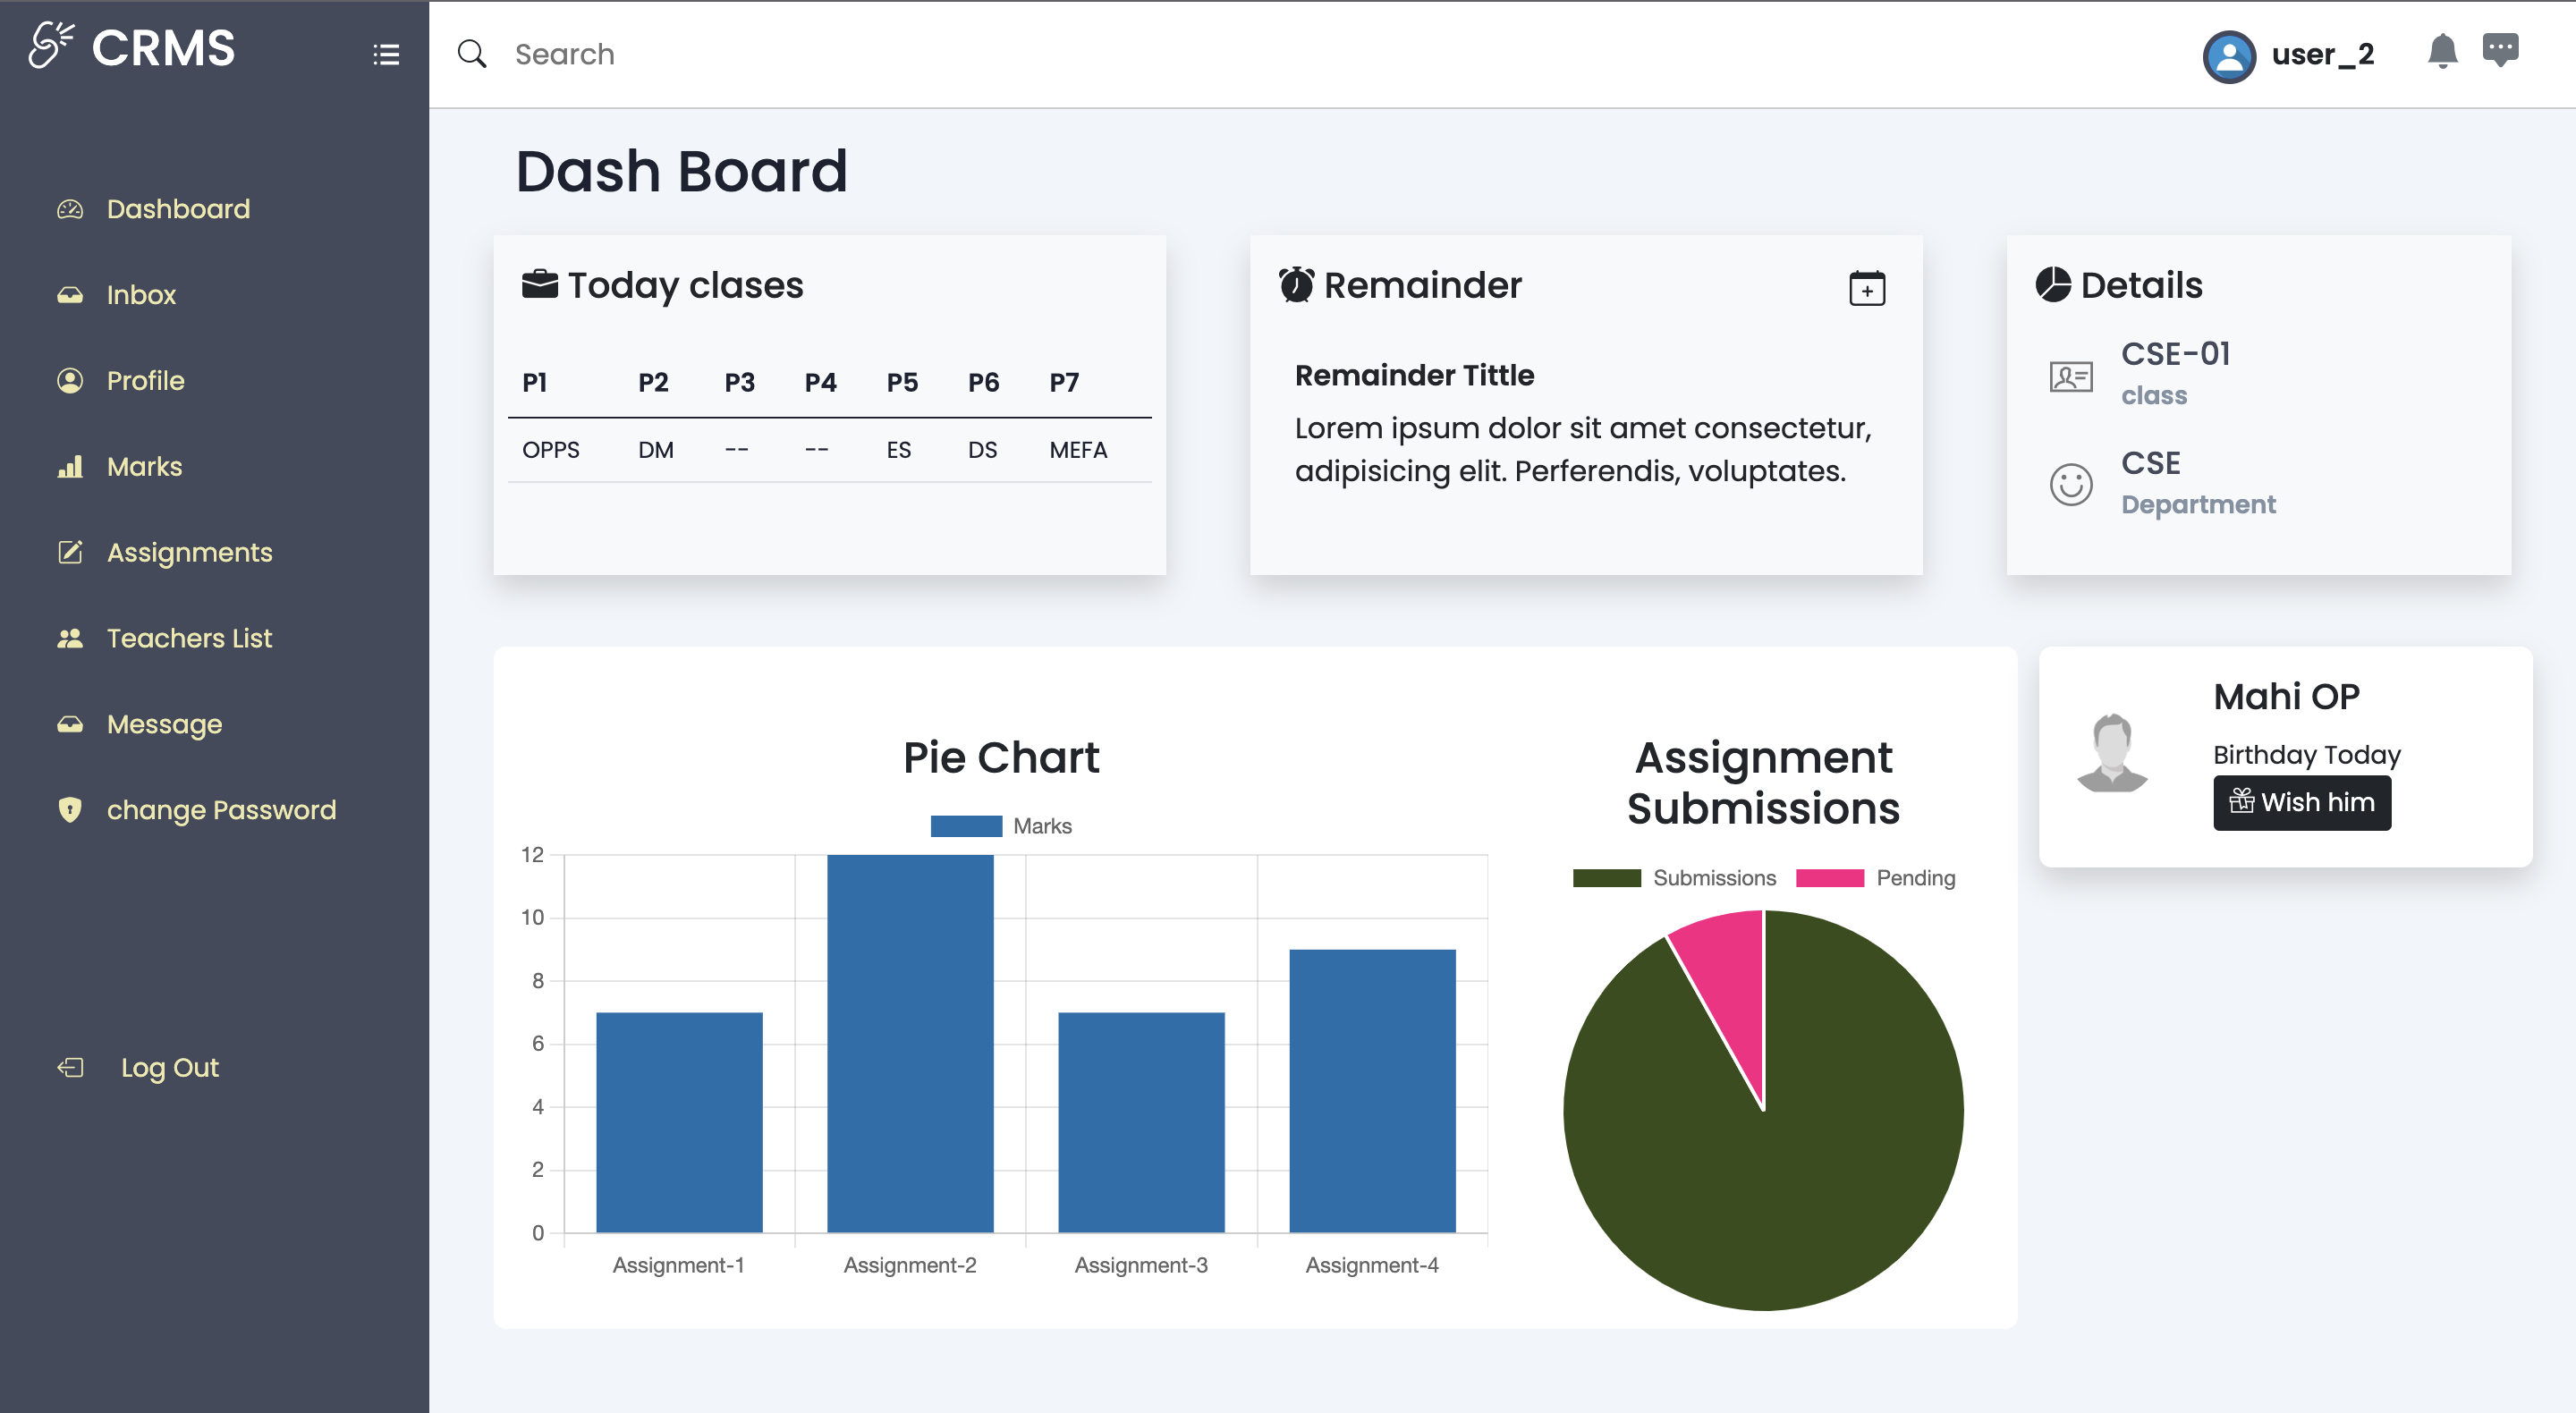 CRMS
Search
user_2
Dashboard
Inbox
Profile
Marks
Assignments
Teachers List
Message
change Password
Log Out
Dash Board
Today clases
P1 P2 P3 P4 P5 P6 P7
OPPS DM -- -- ES DS MEFA
Remainder
Remainder Tittle
Lorem ipsum dolor sit amet consectetur,
adipisicing elit. Perferendis, voluptates.
Details
CSE-01
class
CSE
Department
Pie Chart
Marks
12
10
8
6
4
2
0
Assignment-1 Assignment-2 Assignment-3 Assignment-4
Assignment
Submissions
Submissions Pending
Mahi OP
Birthday Today
Wish him